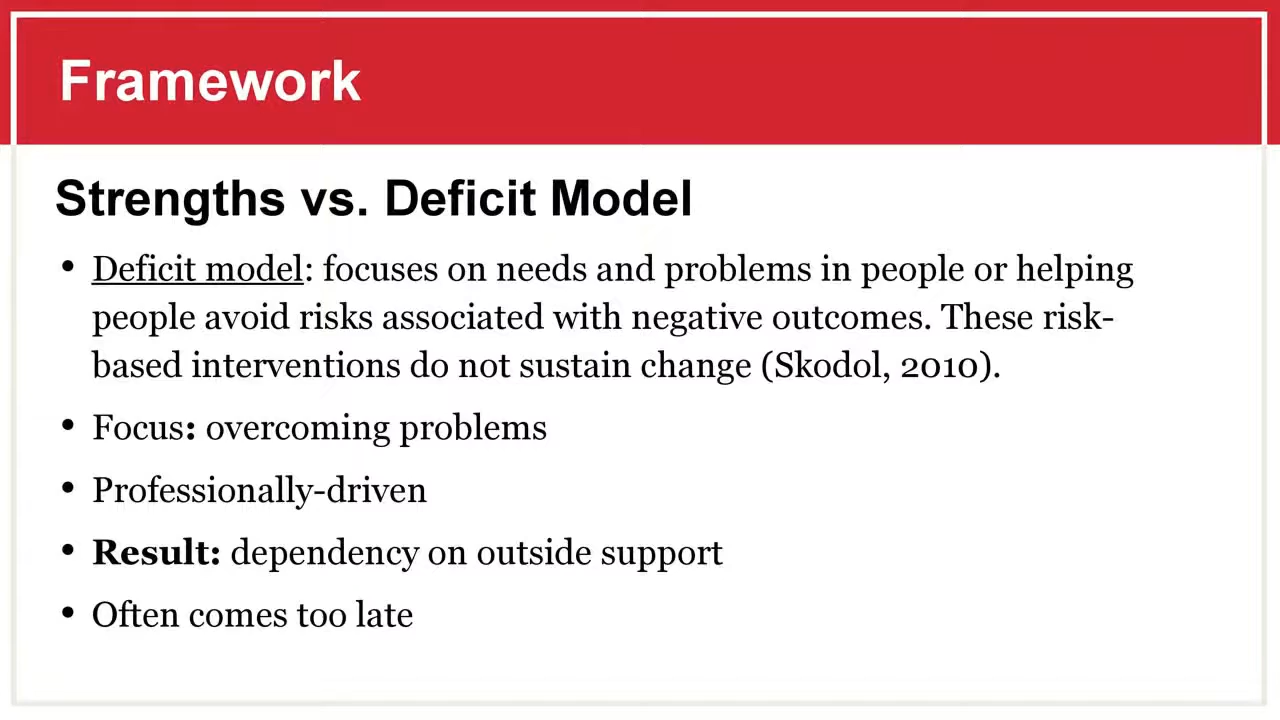 Framework
Strengths vs. Deficit Model
• Deficit model: focuses on needs and problems in people or helping
people avoid risks associated with negative outcomes. These risk-
based interventions do not sustain change (Skodol, 2010).
• Focus: overcoming problems
• Professionally-driven
• Result: dependency on outside support
• Often comes too late